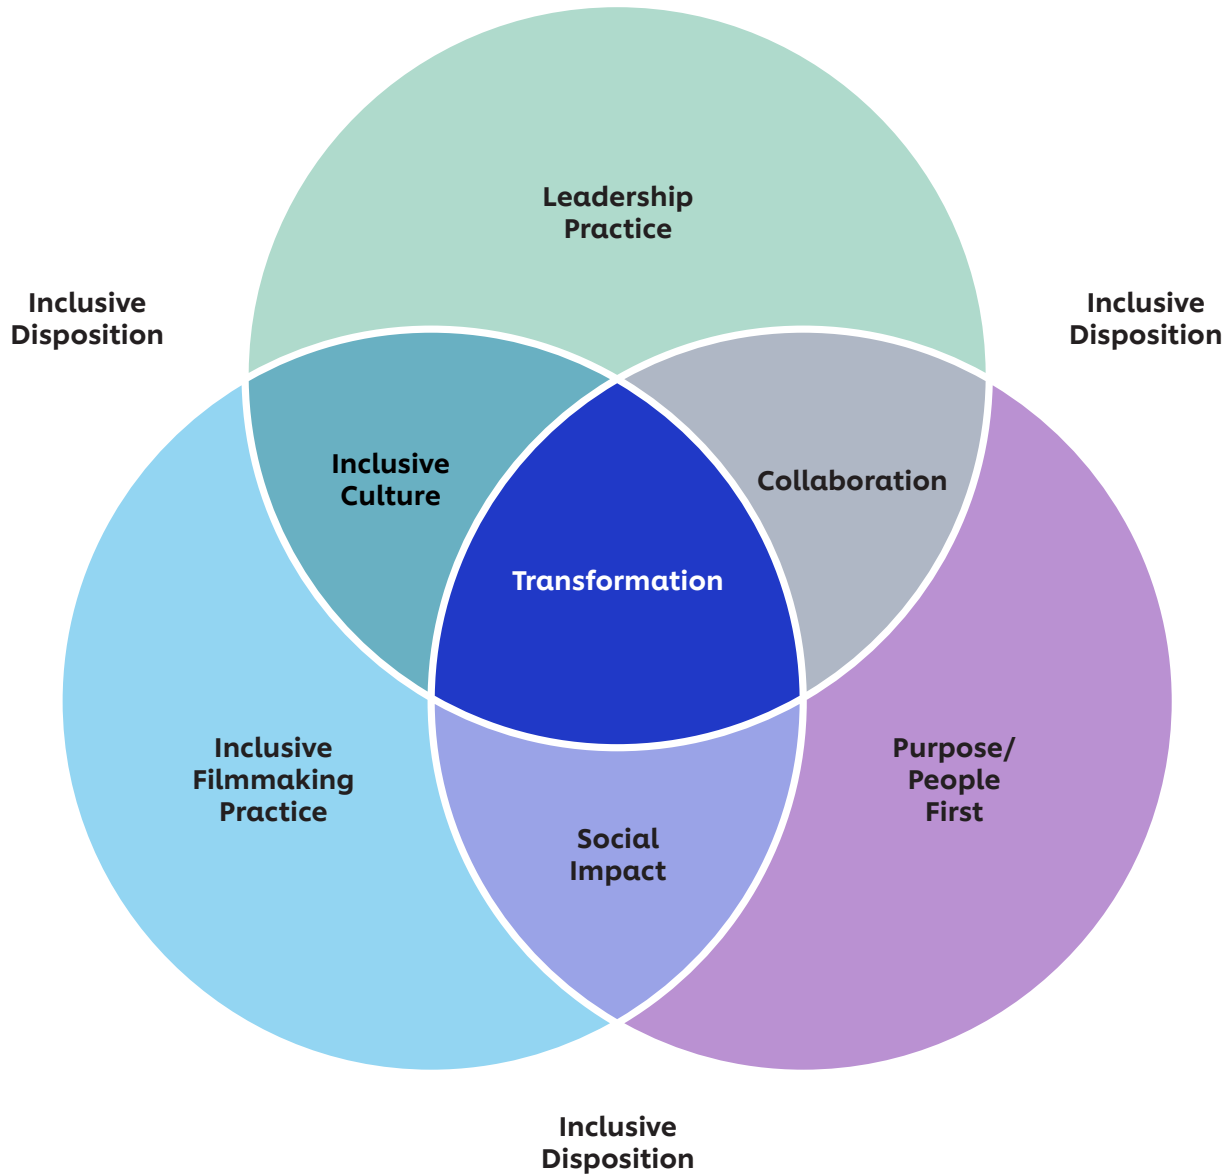 Leadership
Practice
Inclusive
Disposition
Inclusive
Disposition
Inclusive
Culture
Collaboration
Transformation
Inclusive
Filmmaking
Practice
Purpose/
People
First
Social
Impact
Inclusive
Disposition